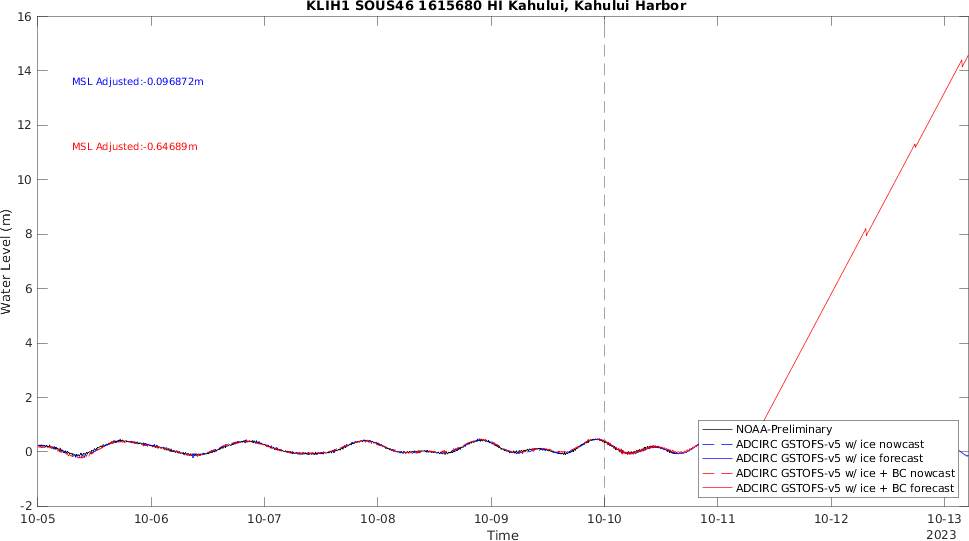 KLIH1 SOUS46 1615680 HI Kahului, Kahului Harbor
16
14
12
10
8
6
4
2
0
-2
Water Level (m)
MSL Adjusted:-0.096872m
MSL Adjusted:-0.64689m
NOAA-Preliminary
ADCIRC GSTOFS-v5 w/ ice nowcast
ADCIRC GSTOFS-v5 w/ ice forecast
ADCIRC GSTOFS-v5 w/ ice + BC nowcast
ADCIRC GSTOFS-v5 w/ ice + BC forecast
10-05 10-06 10-07 10-08 10-09 10-10 10-11 10-12 10-13
2023
Time